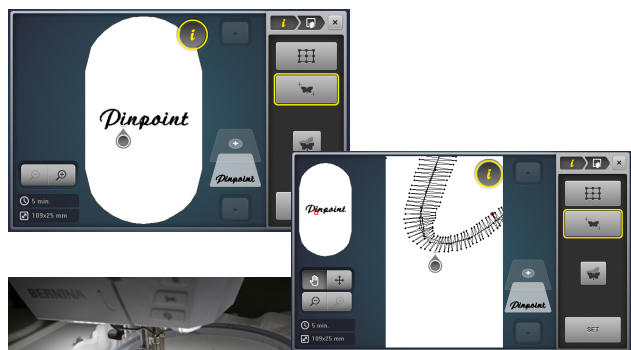 i
i
×
-
Pinpoint
+
Pinpoint
5 min.
109x25 mm
-
i
i
×
-
Pinpoint
+
Pinpoint
5 min.
109x25 mm
-
SET
BERNINA